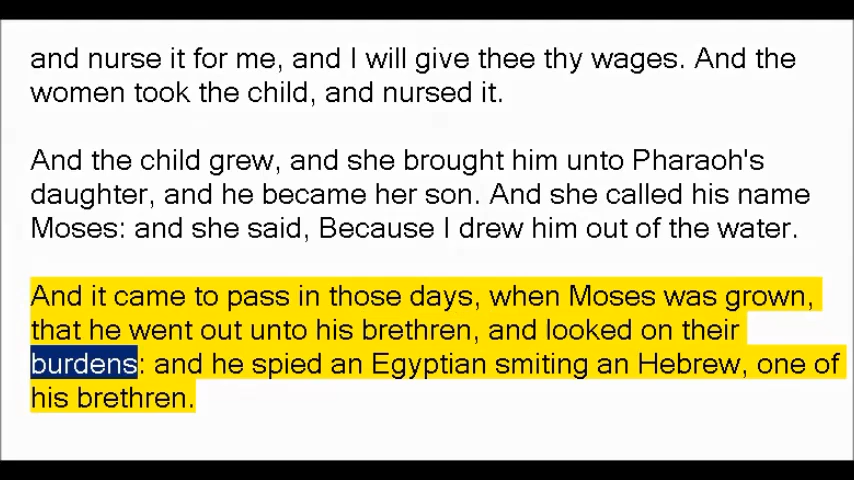 and nurse it for me, and I will give thee thy wages. And the
women took the child, and nursed it.
And the child grew, and she brought him unto Pharaoh's
daughter, and he became her son. And she called his name
Moses: and she said, Because I drew him out of the water.
And it came to pass in those days, when Moses was grown,
that he went out unto his brethren, and looked on their
burdens: and he spied an Egyptian smiting an Hebrew, one of
his brethren.